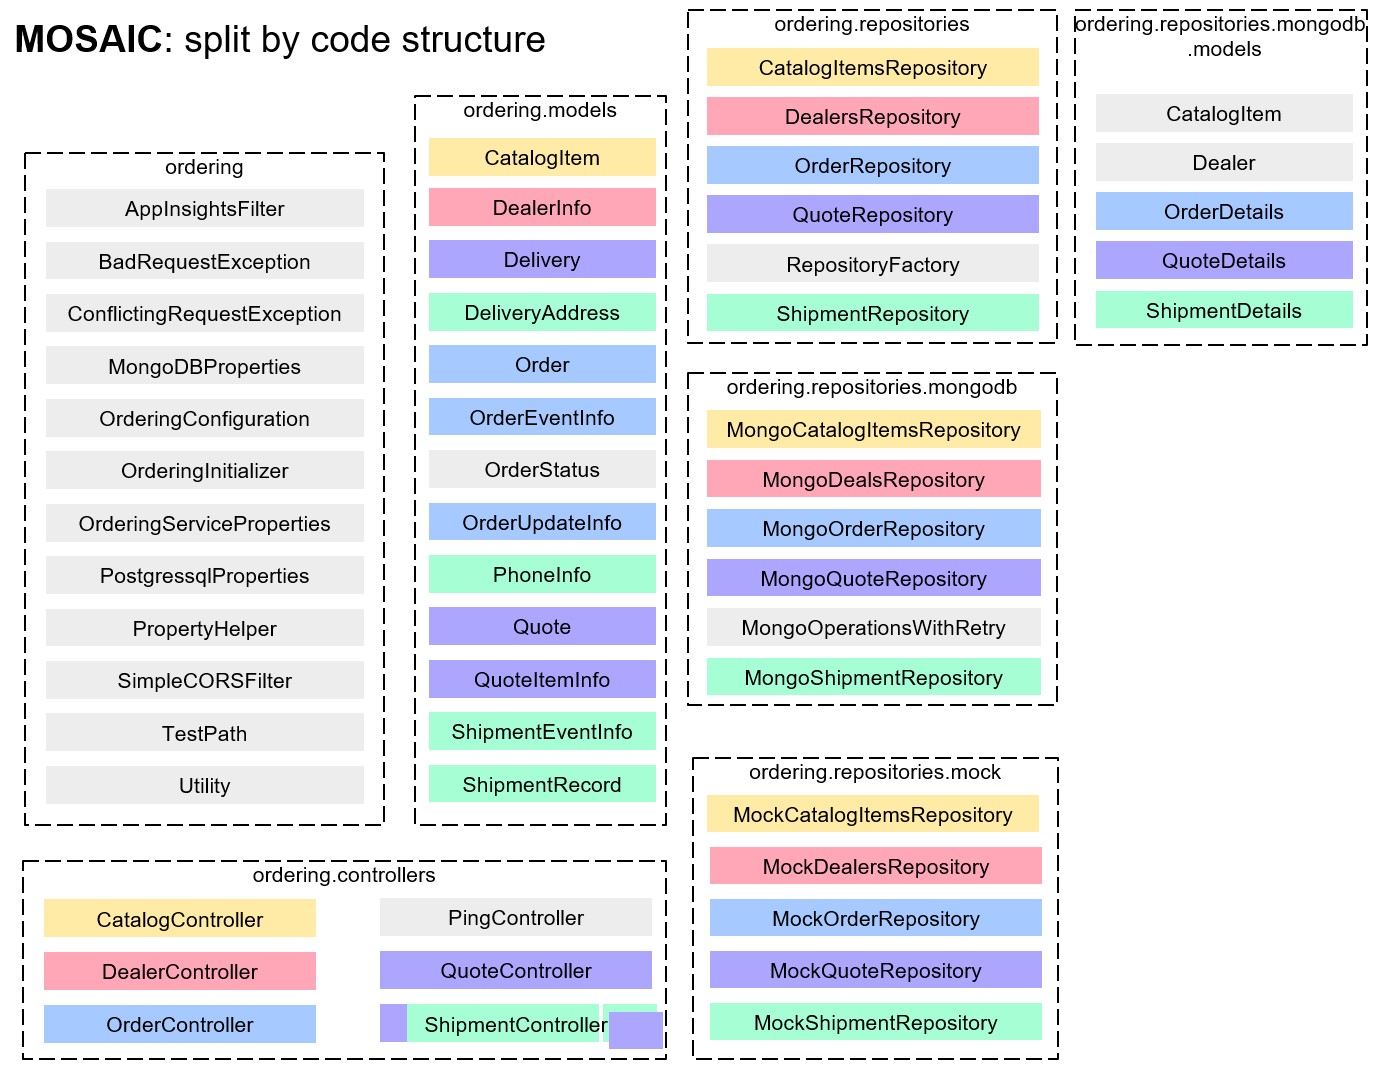 MOSAIC: split by code structure
ordering
AppInsightsFilter
BadRequestException
ConflictingRequestException
MongoDBProperties
OrderingConfiguration
OrderingInitializer
OrderingServiceProperties
PostgressqlProperties
PropertyHelper
SimpleCORSFilter
TestPath
Utility
ordering.models
CatalogItem
DealerInfo
Delivery
DeliveryAddress
Order
OrderEventInfo
OrderStatus
OrderUpdateInfo
PhoneInfo
Quote
QuoteItemInfo
ShipmentEventInfo
ShipmentRecord
ordering.controllers
CatalogController
DealerController
OrderController
PingController
QuoteController
ShipmentController
ordering.repositories
CatalogItemsRepository
DealersRepository
OrderRepository
QuoteRepository
RepositoryFactory
ShipmentRepository
ordering.repositories.mongodb
MongoCatalogItemsRepository
MongoDealsRepository
MongoOrderRepository
MongoQuoteRepository
MongoOperationsWithRetry
MongoShipmentRepository
ordering.repositories.mock
MockCatalogItemsRepository
MockDealersRepository
MockOrderRepository
MockQuoteRepository
MockShipmentRepository
ordering.repositories.mongodb
.models
CatalogItem
Dealer
OrderDetails
QuoteDetails
ShipmentDetails